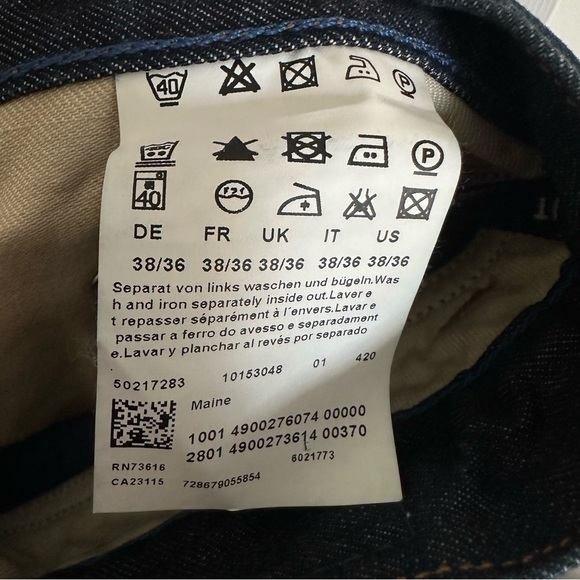 40
P
P
40
DE FR UK IT US
38/36 38/36 38/36 38/36 38/36
Separat von links waschen und bügeln.Was
h and iron separately inside out.Laver e
t repasser séparément à l´envers.Lavar e
passar a ferro do avesso e separadament
e.Lavar y planchar al revés por separado
50217283 10153048 01 420
Maine
1001 4900276074 00000
2801 4900273614 00370
RN73616 6021773
CA23115 728679055854